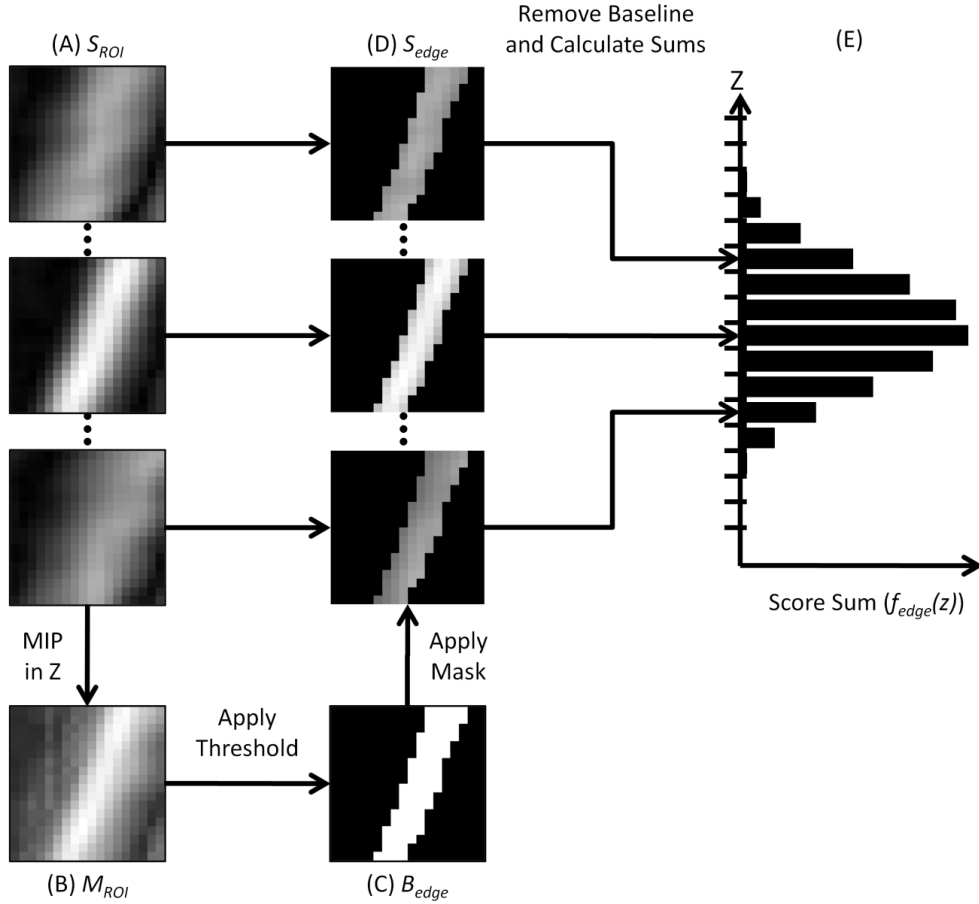 Remove Baseline
and Calculate Sums
(A) S_ROI
(D) S_edge
(E)
Z
Score Sum (f_edge(z))
MIP
in Z
Apply
Mask
Apply
Threshold
(B) M_ROI
(C) B_edge